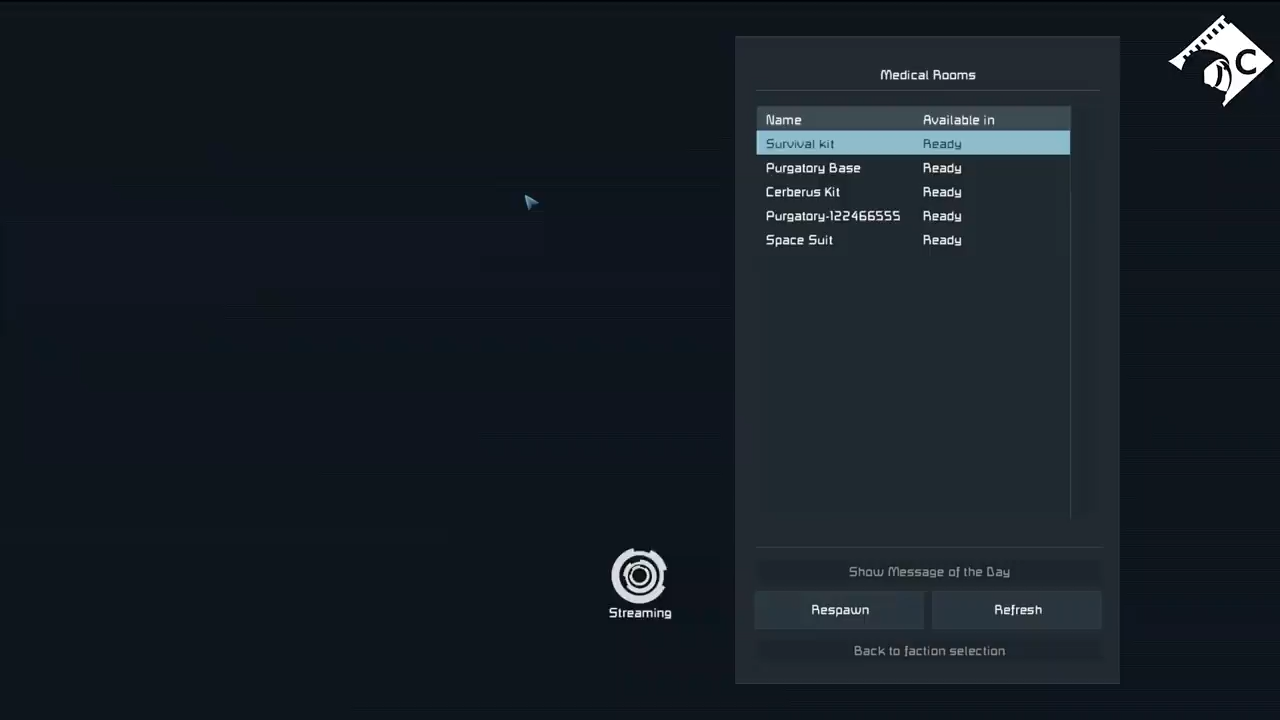 C
Medical Rooms
Name Available in
Survival kit Ready
Purgatory Base Ready
Cerberus Kit Ready
Purgatory-122466555 Ready
Space Suit Ready
Show Message of the Day
Streaming
Respawn Refresh
Back to faction selection